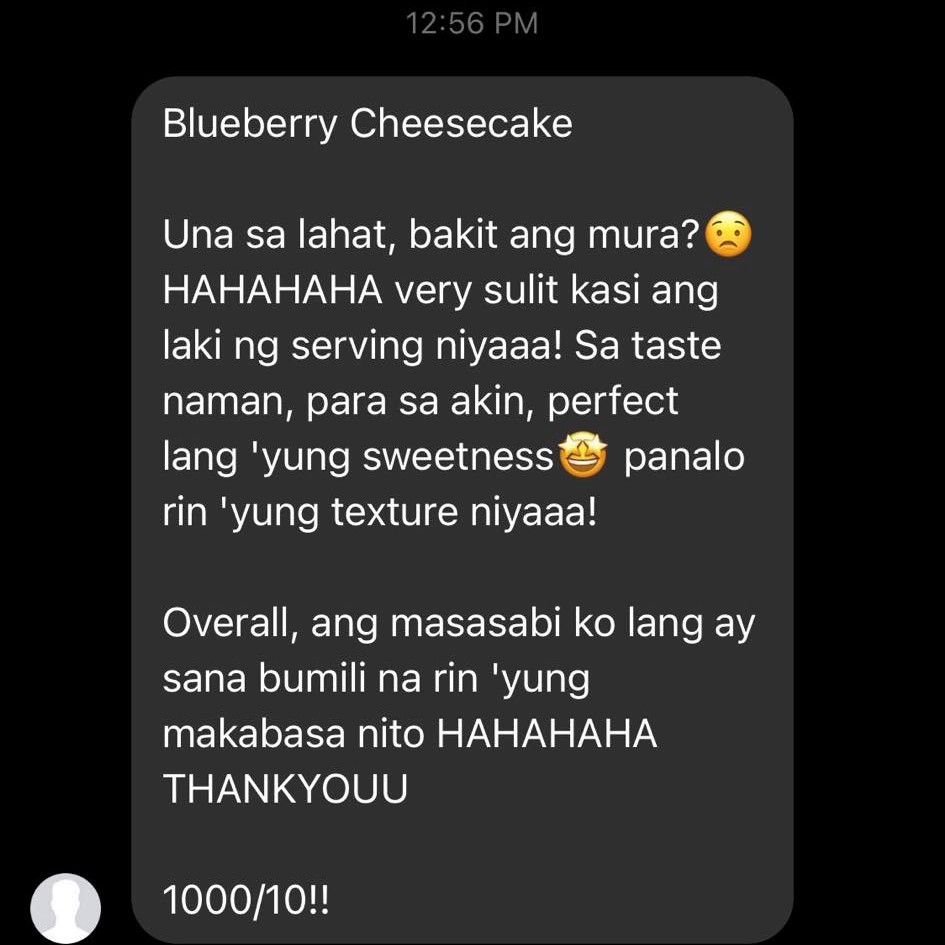 12:56 PM
Blueberry Cheesecake
Una sa lahat, bakit ang mura?😟
HAHAHAHA very sulit kasi ang
laki ng serving niyaaa! Sa taste
naman, para sa akin, perfect
lang 'yung sweetness🤩 panalo
rin 'yung texture niyaaa!
Overall, ang masasabi ko lang ay
sana bumili na rin 'yung
makabasa nito HAHAHAHA
THANKYOUU
1000/10!!